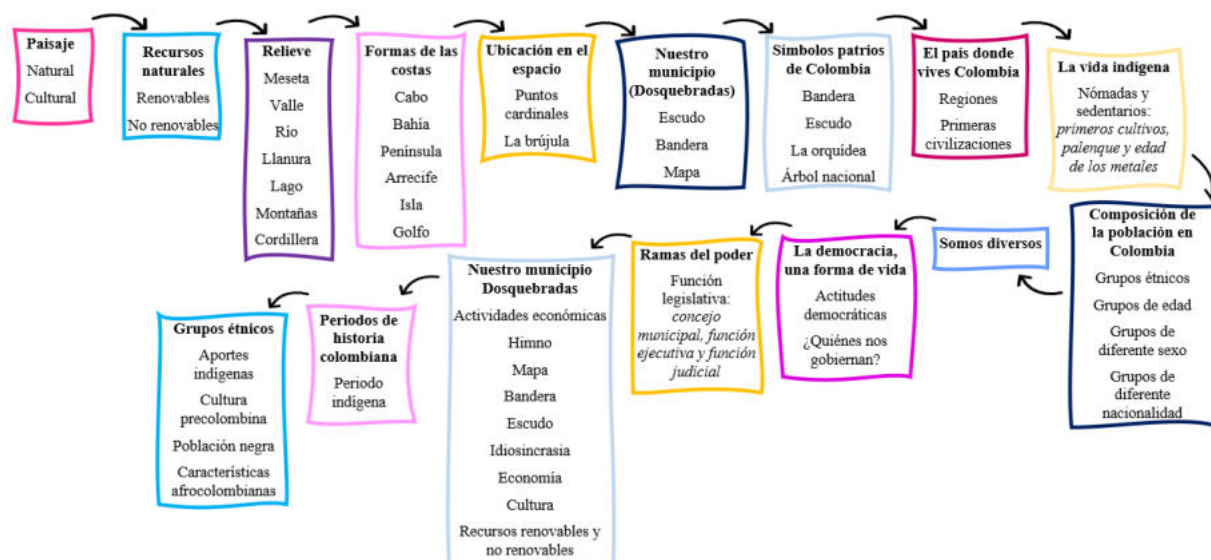 Paisaje
Natural
Cultural
Recursos
naturales
Renovables
No renovables
Relieve
Meseta
Valle
Río
Llanura
Lago
Montañas
Cordillera
Formas de las
costas
Cabo
Bahía
Península
Arrecife
Isla
Golfo
Ubicación en el
espacio
Puntos
cardinales
La brújula
Nuestro
municipio
(Dosquebradas)
Escudo
Bandera
Mapa
Símbolos patrios
de Colombia
Bandera
Escudo
La orquídea
Árbol nacional
El país donde
vives Colombia
Regiones
Primeras
civilizaciones
La vida indígena
Nómadas y
sedentarios:
primeros cultivos,
palenque y edad
de los metales
Composición de
la población en
Colombia
Grupos étnicos
Grupos de edad
Grupos de
diferente sexo
Grupos de
diferente
nacionalidad
Somos diversos
La democracia,
una forma de vida
Actitudes
democráticas
¿Quiénes nos
gobiernan?
Ramas del poder
Función
legislativa:
concejo
municipal, función
ejecutiva y función
judicial
Nuestro municipio
Dosquebradas
Actividades económicas
Himno
Mapa
Bandera
Escudo
Idiosincrasia
Economía
Cultura
Recursos renovables y
no renovables
Periodos de
historia
colombiana
Periodo
indígena
Grupos étnicos
Aportes
indígenas
Cultura
precolombina
Población negra
Características
afrocolombianas